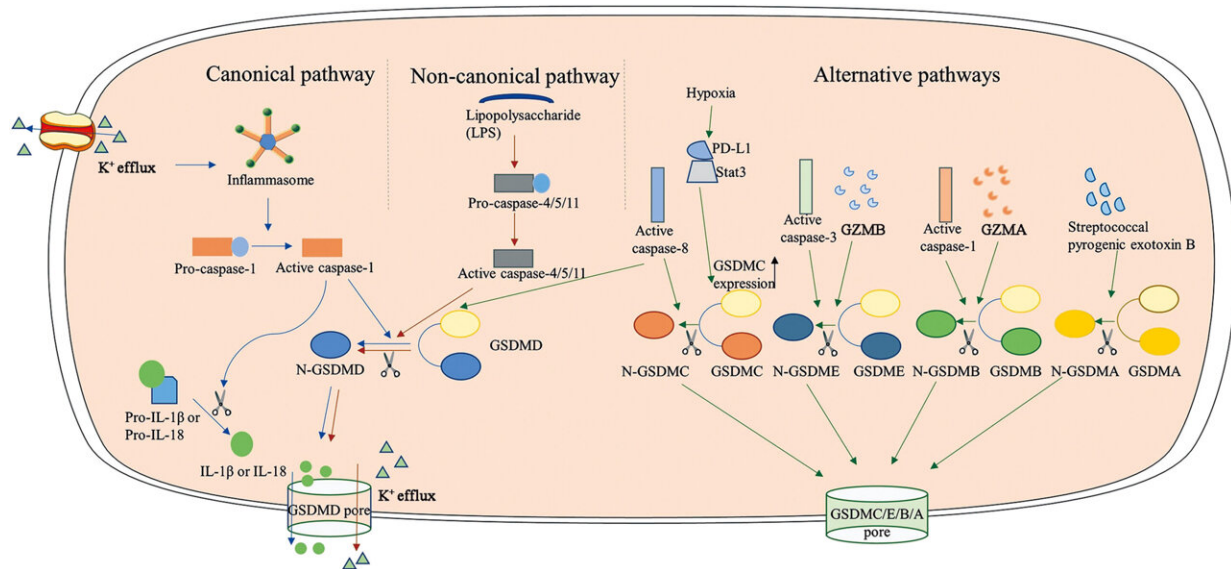 Canonical pathway
Non-canonical pathway
Alternative pathways
K⁺ efflux
Inflammasome
Pro-caspase-1
Active caspase-1
Pro-IL-1β or
Pro-IL-18
IL-1β or IL-18
Lipopolysaccharide
(LPS)
Pro-caspase-4/5/11
Active caspase-4/5/11
N-GSDMD
GSDMD
GSDMD pore
K⁺ efflux
Hypoxia
PD-L1
Stat3
Active
caspase-8
GSDMC
expression
N-GSDMC
GSDMC
Active
caspase-3
GZMB
N-GSDME
GSDME
Active
caspase-1
GZMA
N-GSDMB
GSDMB
Streptococcal
pyrogenic exotoxin B
N-GSDMA
GSDMA
GSDMC/E/B/A
pore